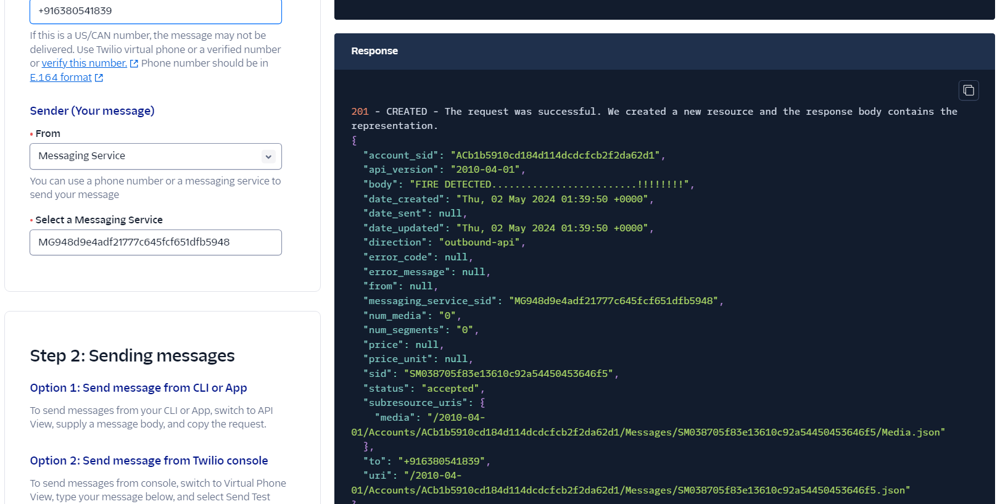 +916380541839
If this is a US/CAN number, the message may not be
delivered. Use Twilio virtual phone or a verified number
or verify this number. Phone number should be in
E.164 format
Sender (Your message)
• From
Messaging Service
You can use a phone number or a messaging service to
send your message
• Select a Messaging Service
MG948d9e4adf21777c645fcf651dfb5948
Step 2: Sending messages
Option 1: Send message from CLI or App
To send messages from your CLI or App, switch to API
View, supply a message body, and copy the request.
Option 2: Send message from Twilio console
To send messages from console, switch to Virtual Phone
View, type your message below, and select Send Test
Response
201 - CREATED - The request was successful. We created a new resource and the response body contains the
representation.
{
"account_sid": "ACb1b5910cd184d114dcdcfcb2f2da62d1",
"api_version": "2010-04-01",
"body": "FIRE DETECTED.........................!!!!!!!!",
"date_created": "Thu, 02 May 2024 01:39:50 +0000",
"date_sent": null,
"date_updated": "Thu, 02 May 2024 01:39:50 +0000",
"direction": "outbound-api",
"error_code": null,
"error_message": null,
"from": null,
"messaging_service_sid": "MG948d9e4adf21777c645fcf651dfb5948",
"num_media": "0",
"num_segments": "0",
"price": null,
"price_unit": null,
"sid": "SM038705f83e13610c92a54450453646f5",
"status": "accepted",
"subresource_uris": {
"media": "/2010-04-
01/Accounts/ACb1b5910cd184d114dcdcfcb2f2da62d1/Messages/SM038705f83e13610c92a54450453646f5/Media.json"
},
"to": "+916380541839",
"uri": "/2010-04-
01/Accounts/ACb1b5910cd184d114dcdcfcb2f2da62d1/Messages/SM038705f83e13610c92a54450453646f5.json"
}